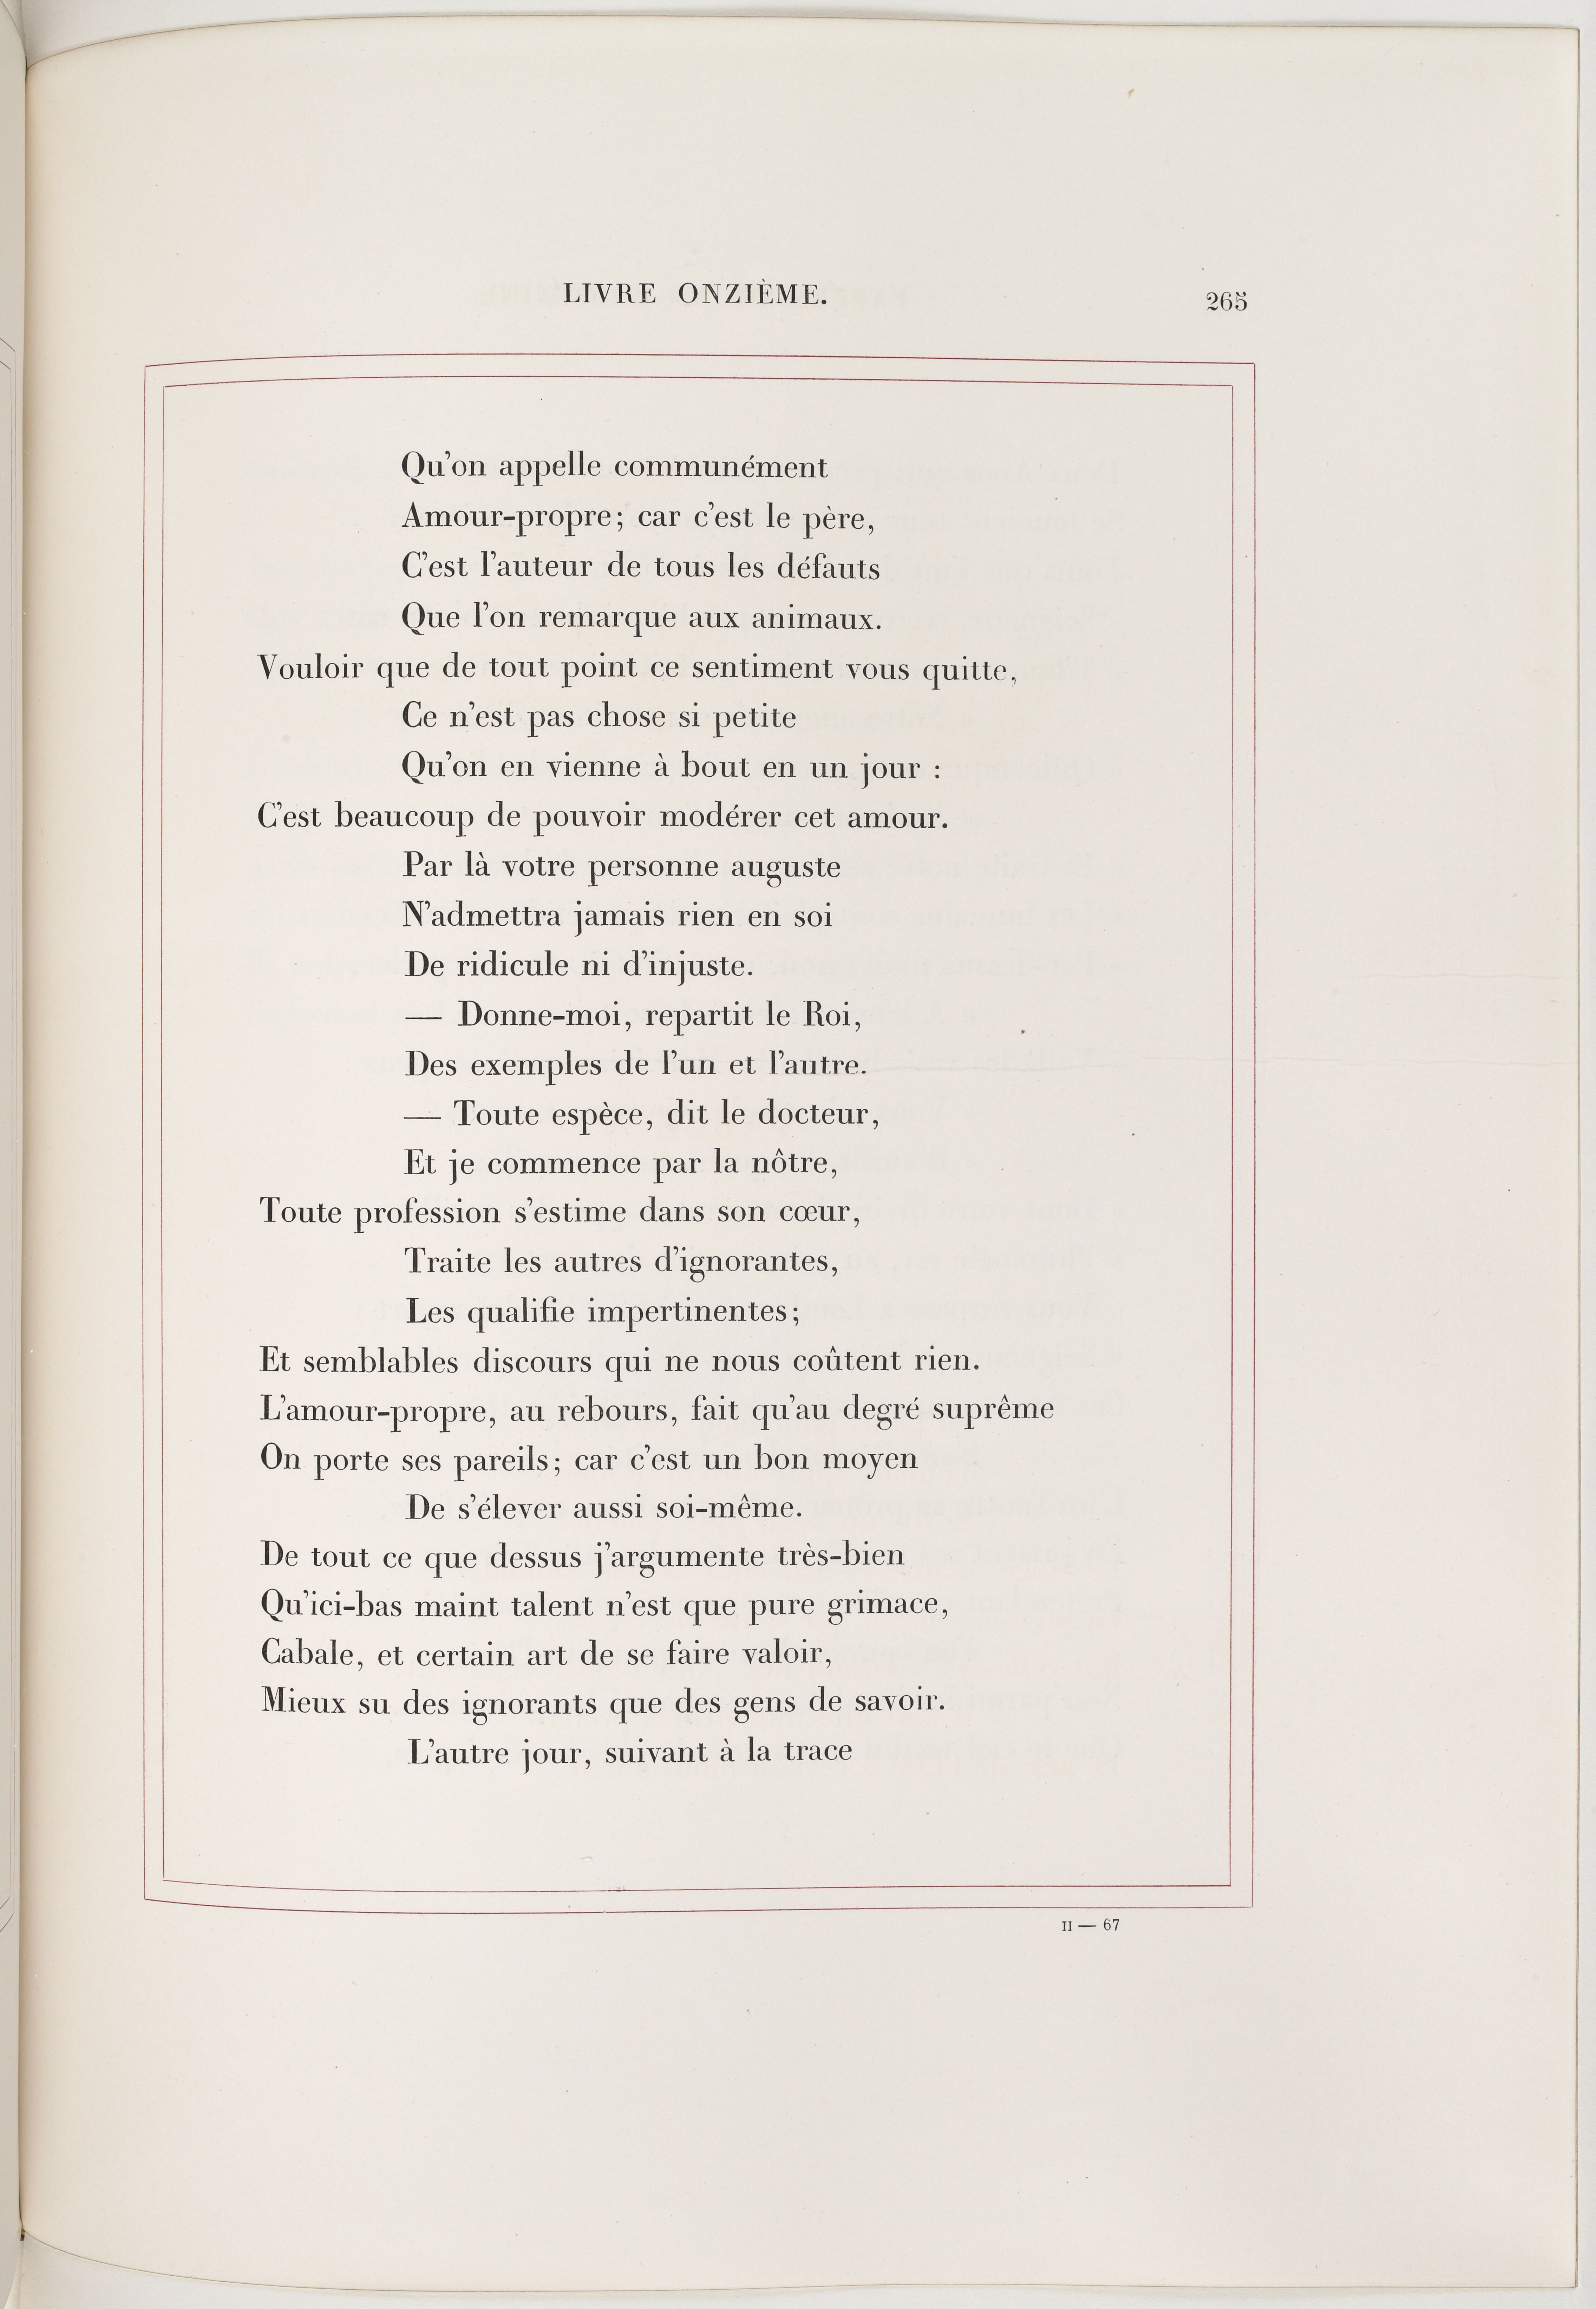 LIVRE ONZIÈME.
265
Qu'on appelle communément
Amour-propre; car c'est le père,
C'est l'auteur de tous les défauts
Que l'on remarque aux animaux.
Vouloir que de tout point ce sentiment vous quitte,
Ce n'est pas chose si petite
Qu'on en vienne à bout en un jour :
C'est beaucoup de pouvoir modérer cet amour.
Par là votre personne auguste
N'admettra jamais rien en soi
De ridicule ni d'injuste.
— Donne-moi, repartit le Roi,
Des exemples de l'un et l'autre.
— Toute espèce, dit le docteur,
Et je commence par la nôtre,
Toute profession s'estime dans son cœur,
Traite les autres d'ignorantes,
Les qualifie impertinentes;
Et semblables discours qui ne nous coûtent rien.
L'amour-propre, au rebours, fait qu'au degré suprême
On porte ses pareils; car c'est un bon moyen
De s'élever aussi soi-même.
De tout ce que dessus j'argumente très-bien
Qu'ici-bas maint talent n'est que pure grimace,
Cabale, et certain art de se faire valoir,
Mieux su des ignorants que des gens de savoir.
L'autre jour, suivant à la trace
II — 67